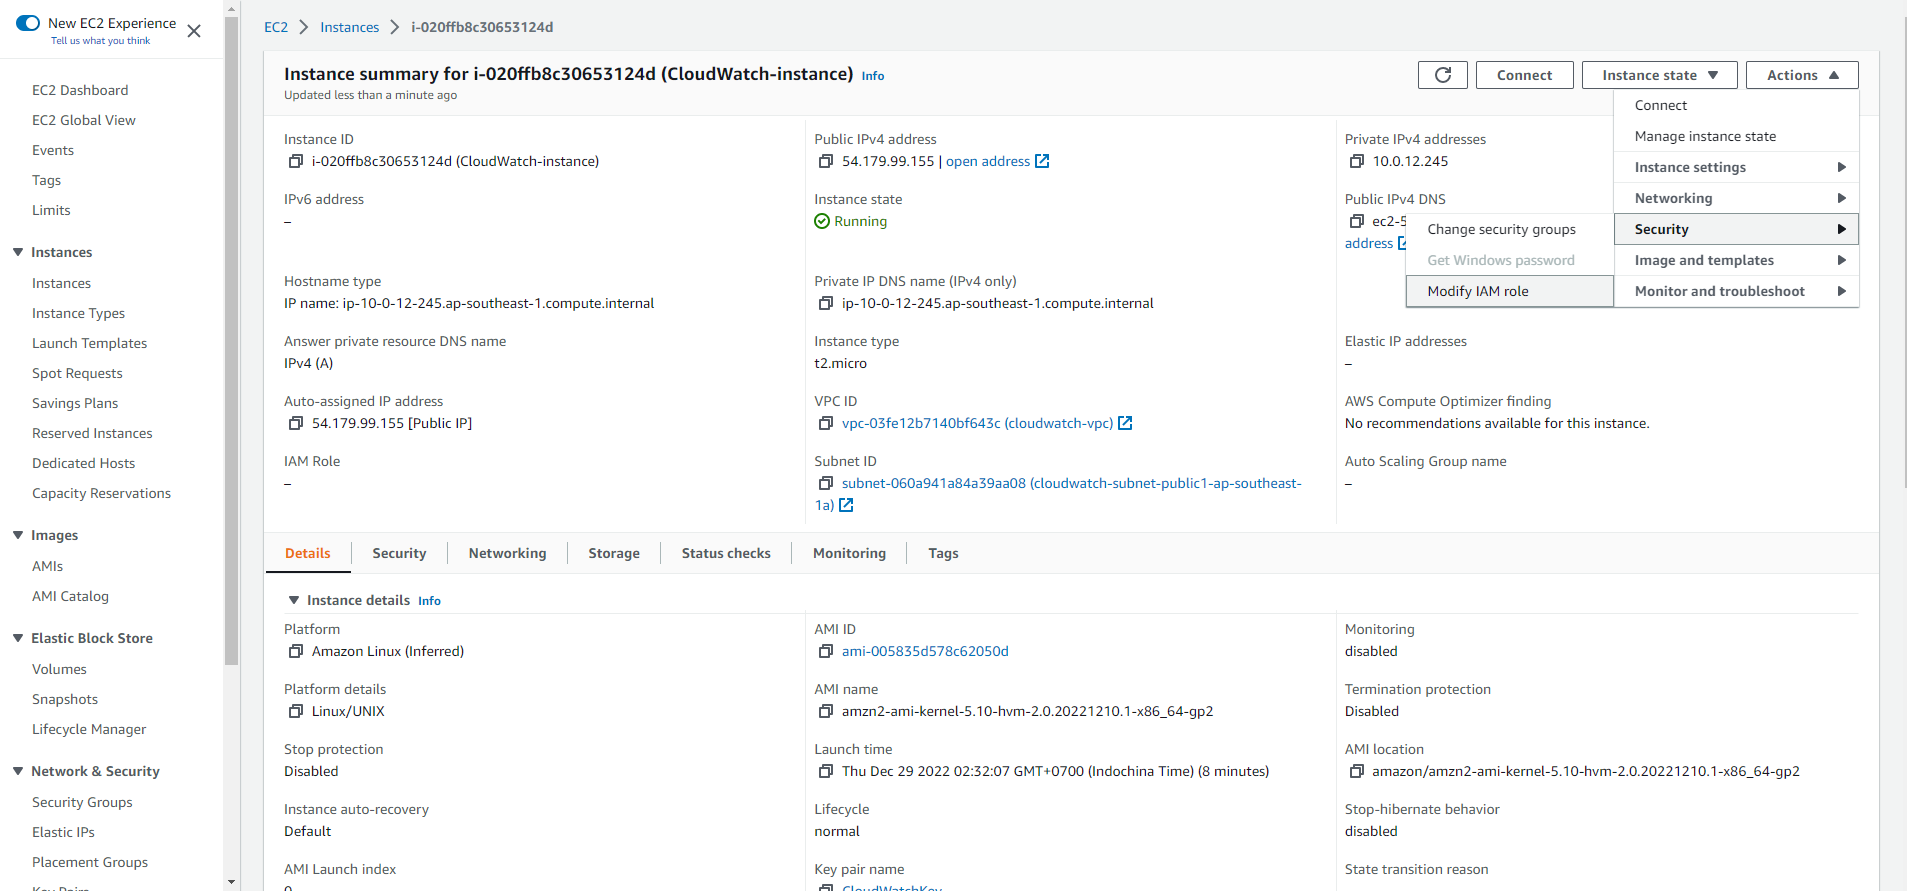 New EC2 Experience
Tell us what you think
EC2 Dashboard
EC2 Global View
Events
Tags
Limits
Instances
Instances
Instance Types
Launch Templates
Spot Requests
Savings Plans
Reserved Instances
Dedicated Hosts
Capacity Reservations
Images
AMIs
AMI Catalog
Elastic Block Store
Volumes
Snapshots
Lifecycle Manager
Network & Security
Security Groups
Elastic IPs
Placement Groups
Key Pairs
EC2 > Instances > i-020ffb8c30653124d
Instance summary for i-020ffb8c30653124d (CloudWatch-instance) Info
Updated less than a minute ago
Connect
Instance state
Actions
Connect
Manage instance state
Instance settings
Networking
Security
Image and templates
Monitor and troubleshoot
Change security groups
Get Windows password
Modify IAM role
Instance ID
i-020ffb8c30653124d (CloudWatch-instance)
Public IPv4 address
54.179.99.155 | open address
Private IPv4 addresses
10.0.12.245
IPv6 address
–
Instance state
Running
Public IPv4 DNS
ec2-5
address
Hostname type
IP name: ip-10-0-12-245.ap-southeast-1.compute.internal
Private IP DNS name (IPv4 only)
ip-10-0-12-245.ap-southeast-1.compute.internal
Answer private resource DNS name
IPv4 (A)
Instance type
t2.micro
Elastic IP addresses
–
Auto-assigned IP address
54.179.99.155 [Public IP]
VPC ID
vpc-03fe12b7140bf643c (cloudwatch-vpc)
AWS Compute Optimizer finding
No recommendations available for this instance.
IAM Role
–
Subnet ID
subnet-060a941a84a39aa08 (cloudwatch-subnet-public1-ap-southeast-
1a)
Auto Scaling Group name
–
Details
Security
Networking
Storage
Status checks
Monitoring
Tags
Instance details Info
Platform
Amazon Linux (Inferred)
AMI ID
ami-005835d578c62050d
Monitoring
disabled
Platform details
Linux/UNIX
AMI name
amzn2-ami-kernel-5.10-hvm-2.0.20221210.1-x86_64-gp2
Termination protection
Disabled
Stop protection
Disabled
Launch time
Thu Dec 29 2022 02:32:07 GMT+0700 (Indochina Time) (8 minutes)
AMI location
amazon/amzn2-ami-kernel-5.10-hvm-2.0.20221210.1-x86_64-gp2
Instance auto-recovery
Default
Lifecycle
normal
Stop-hibernate behavior
disabled
AMI Launch index
0
Key pair name
CloudWatchKey
State transition reason